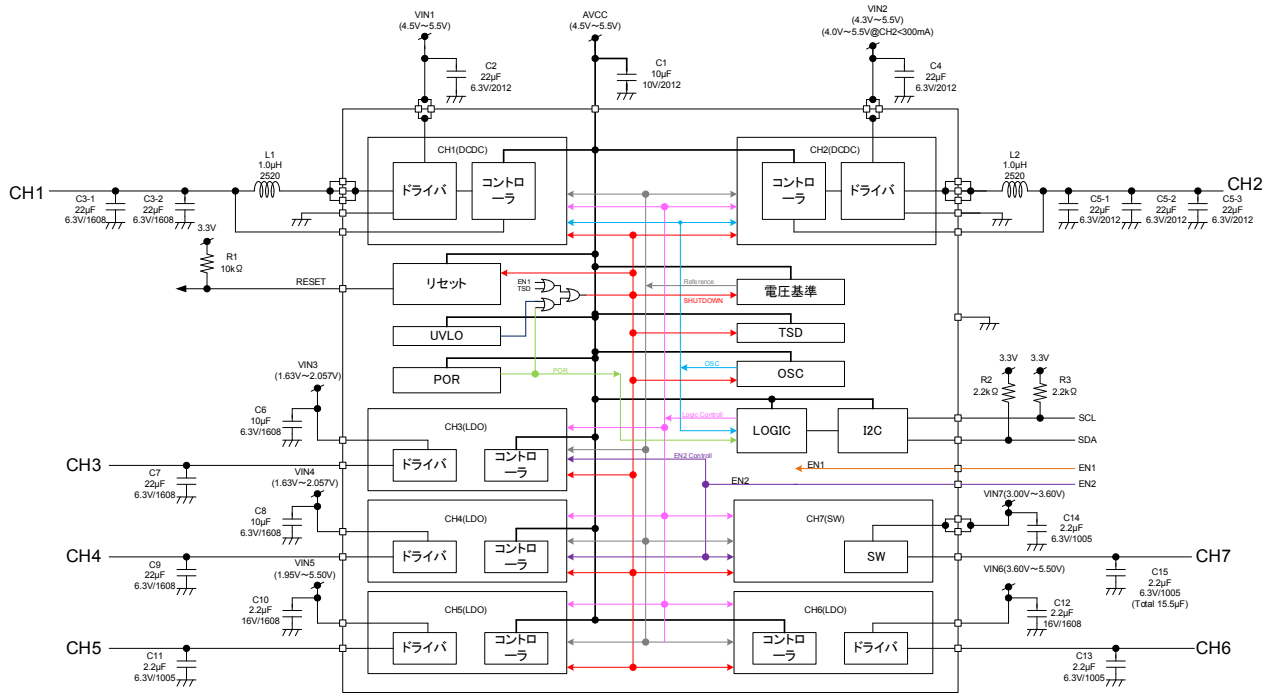 VIN1
(4.5V～5.5V)
AVCC
(4.5V～5.5V)
VIN2
(4.3V～5.5V)
(4.0V～5.5V@CH2<300mA)
C2
22μF
6.3V/2012
C1
10μF
10V/2012
C4
22μF
6.3V/2012
CH1(DCDC)
ドライバ
コントロ
ーラ
CH2(DCDC)
コントロ
ーラ
ドライバ
L1
1.0μH
2520
L2
1.0μH
2520
CH1
CH2
C3-1
22μF
6.3V/1608
C3-2
22μF
6.3V/1608
C5-1
22μF
6.3V/2012
C5-2
22μF
6.3V/2012
C5-3
22μF
6.3V/2012
3.3V
R1
10kΩ
RESET
リセット
EN1
TSD
Reference
SHUTDOWN
電圧基準
UVLO
TSD
POR
POR
OSC
OSC
VIN3
(1.63V～2.057V)
C6
10μF
6.3V/1608
CH3(LDO)
ドライバ
コントロ
ーラ
Logic Controll
LOGIC
I2C
3.3V
R2
2.2kΩ
3.3V
R3
2.2kΩ
SCL
SDA
CH3
C7
22μF
6.3V/1608
EN2 Controll
EN1
EN1
EN2
EN2
VIN4
(1.63V～2.057V)
C8
10μF
6.3V/1608
CH4(LDO)
ドライバ
コントロ
ーラ
CH7(SW)
SW
VIN7(3.00V～3.60V)
C14
2.2μF
6.3V/1005
CH4
C9
22μF
6.3V/1608
CH7
C15
2.2μF
6.3V/1005
(Total 15.5μF)
VIN5
(1.95V～5.50V)
C10
2.2μF
16V/1608
CH5(LDO)
ドライバ
コントロ
ーラ
CH6(LDO)
コントロ
ーラ
ドライバ
VIN6(3.60V～5.50V)
C12
2.2μF
16V/1608
CH5
C11
2.2μF
6.3V/1005
CH6
C13
2.2μF
6.3V/1005